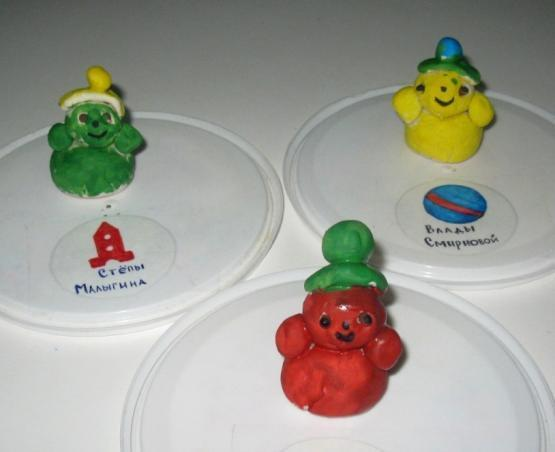 Стёпы
Малыгина
Влады
Смирновой